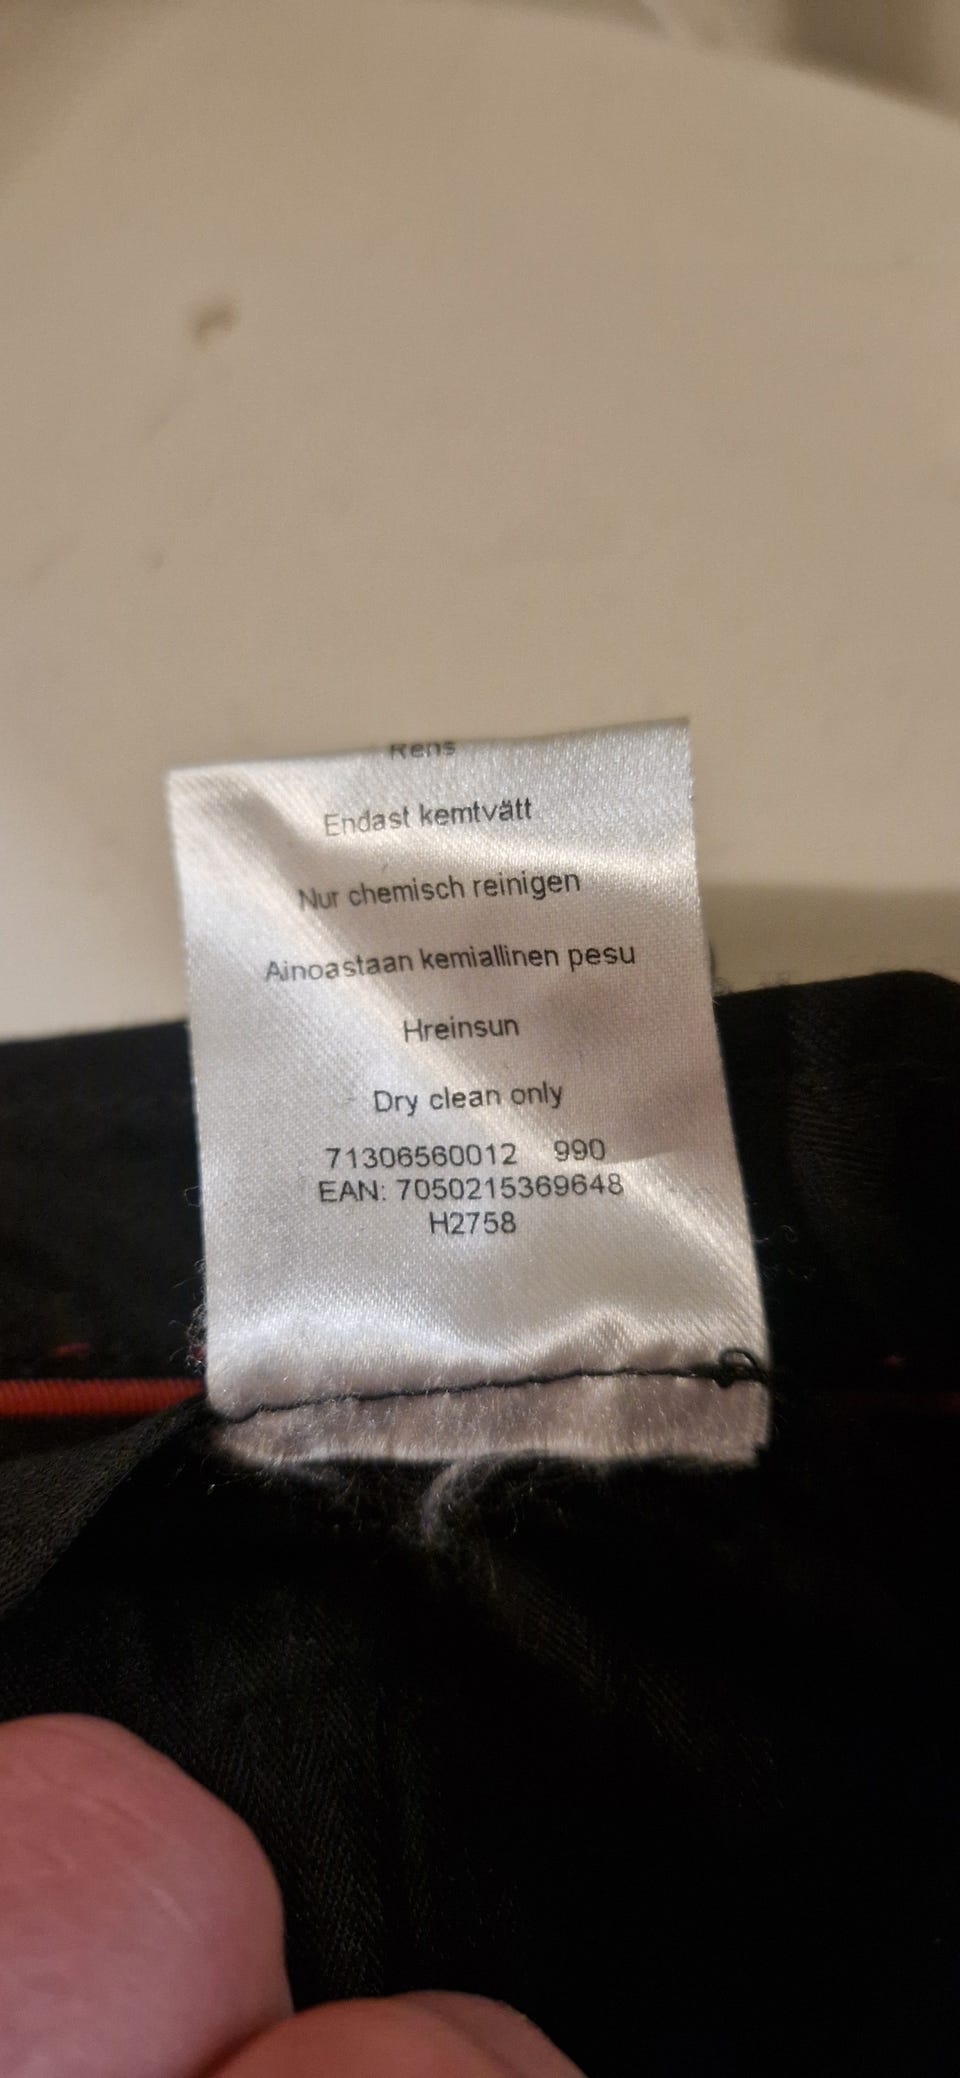 Rens
Endast kemtvätt
Nur chemisch reinigen
Ainoastaan kemiallinen pesu
Hreinsun
Dry clean only
71306560012 990
EAN: 7050215369648
H2758